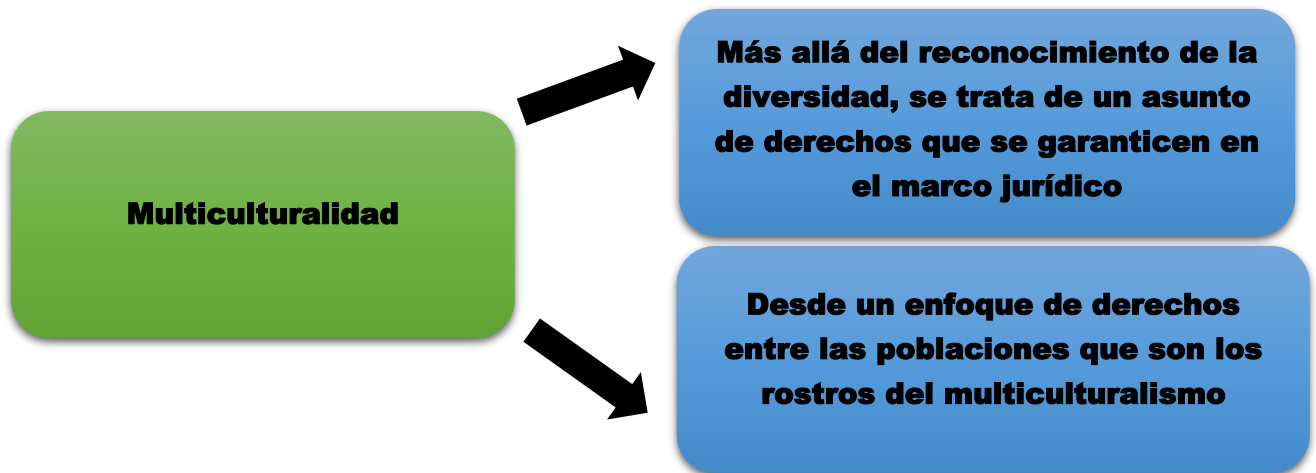 Más allá del reconocimiento de la
diversidad, se trata de un asunto
de derechos que se garanticen en
el marco jurídico
Multiculturalidad
Desde un enfoque de derechos
entre las poblaciones que son los
rostros del multiculturalismo